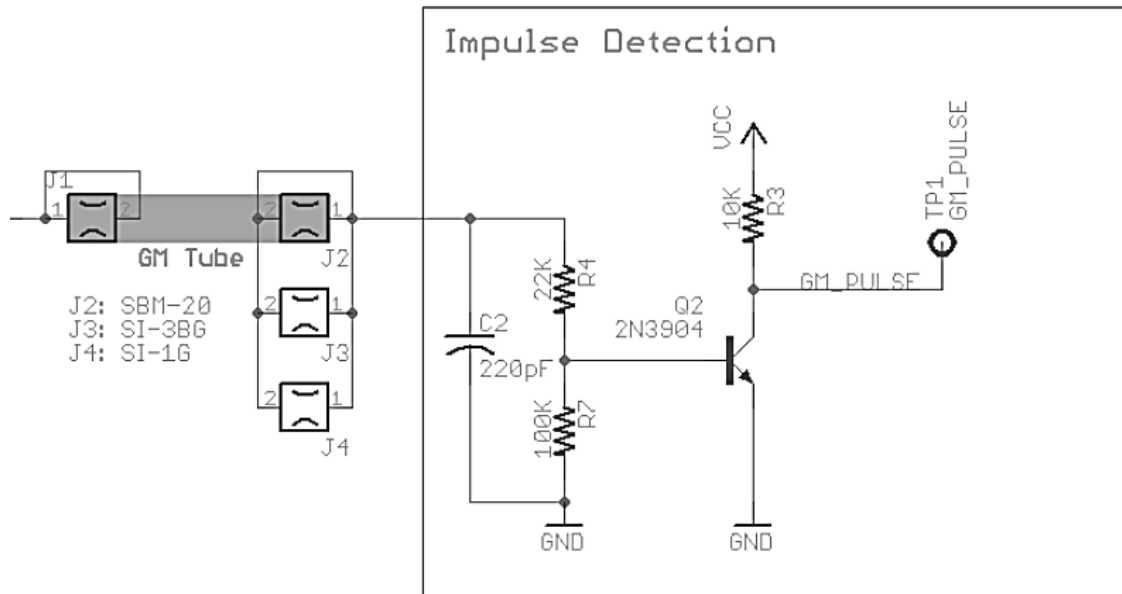 Impulse Detection
VCC
10K
R3
TP1
GM_PULSE
GM_PULSE
J1
1
2
2
1
J2
GM Tube
J2: SBM-20
J3: SI-3BG
J4: SI-1G
2
1
J3
2
1
J4
C2
220pF
22K
R4
100K
R7
Q2
2N3904
GND
GND